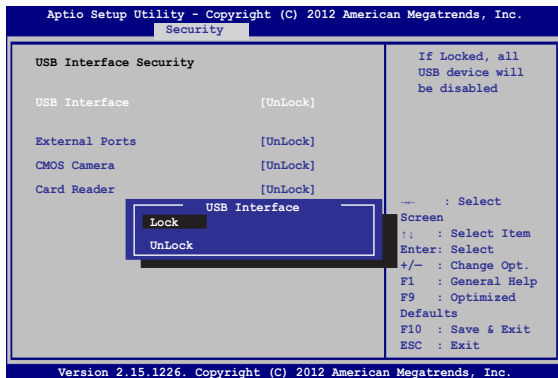 Aptio Setup Utility - Copyright (C) 2012 American Megatrends, Inc.
Security
USB Interface Security
USB Interface [UnLock]
External Ports [UnLock]
CMOS Camera [UnLock]
Card Reader [UnLock]
USB Interface
Lock
UnLock
If Locked, all
USB device will
be disabled
→← : Select
Screen
↑↓ : Select Item
Enter: Select
+/— : Change Opt.
F1 : General Help
F9 : Optimized
Defaults
F10 : Save & Exit
ESC : Exit
Version 2.15.1226. Copyright (C) 2012 American Megatrends, Inc.